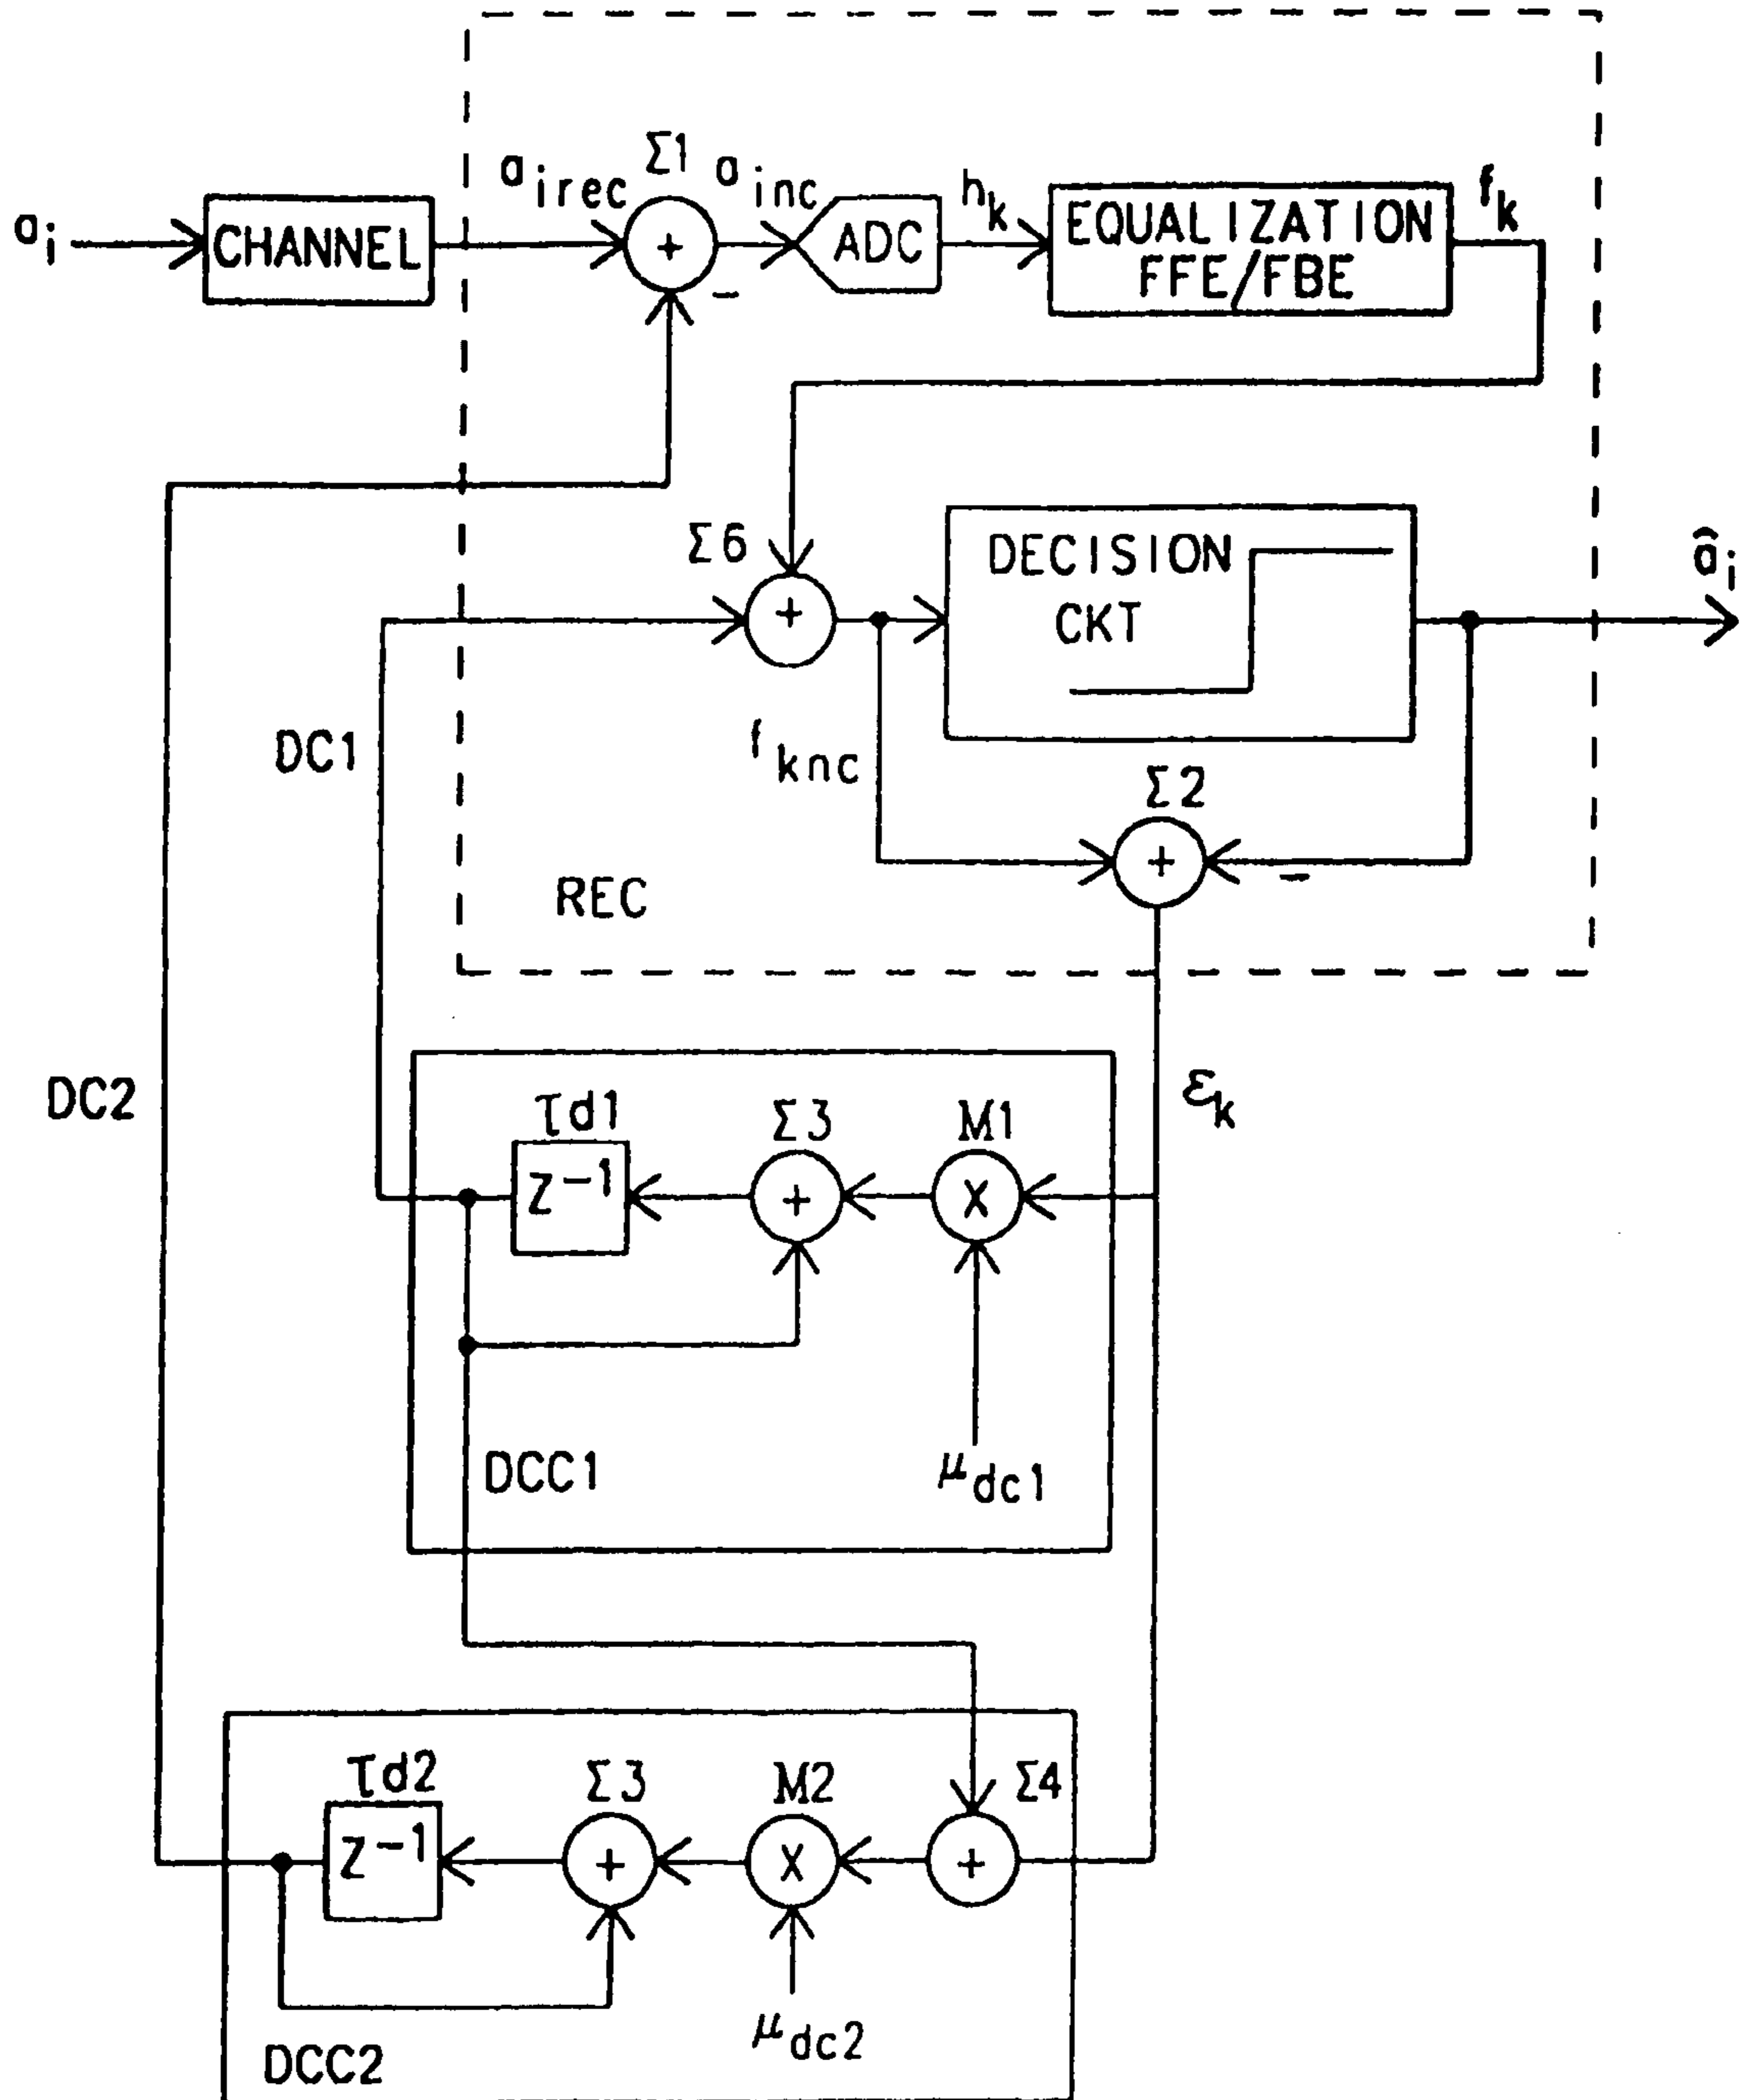 Σ1
a_i
CHANNEL
a_irec
+
-
a_inc
ADC
h_k
EQUALIZATION
FFE/FBE
f_k
Σ6
+
DECISION
CKT
â_i
DC1
f_knc
Σ2
+
-
REC
DC2
ε_k
τd1
Z^-1
Σ3
+
M1
X
DCC1
μ_dc1
τd2
Z^-1
Σ3
+
M2
X
Σ4
+
μ_dc2
DCC2